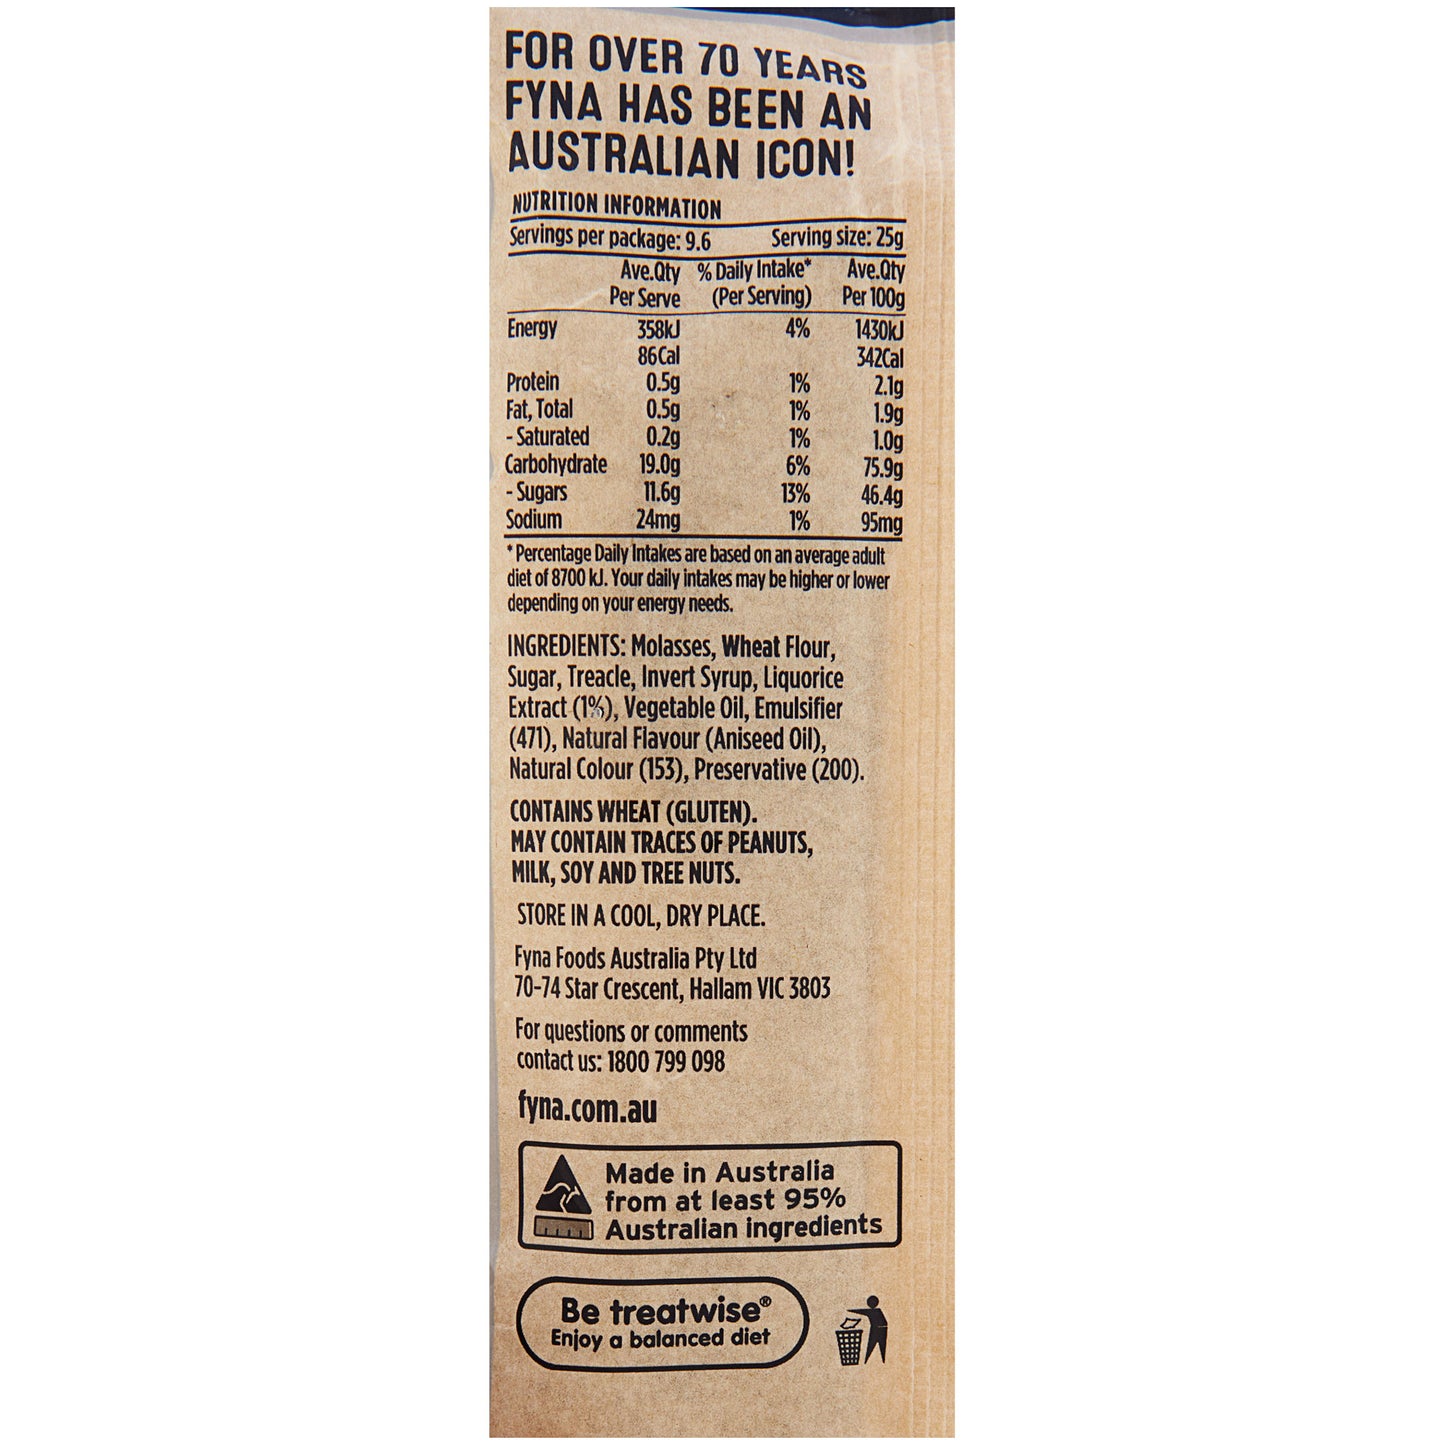 FOR OVER 70 YEARS
FYNA HAS BEEN AN
AUSTRALIAN ICON!
NUTRITION INFORMATION
Servings per package: 9.6 Serving size: 25g
Ave.Qty % Daily Intake* Ave.Qty
Per Serve (Per Serving) Per 100g
Energy 358kJ 4% 1430kJ
86Cal 342Cal
Protein 0.5g 1% 2.1g
Fat, Total 0.5g 1% 1.9g
- Saturated 0.2g 1% 1.0g
Carbohydrate 19.0g 6% 75.9g
- Sugars 11.6g 13% 46.4g
Sodium 24mg 1% 95mg
* Percentage Daily Intakes are based on an average adult
diet of 8700 kJ. Your daily intakes may be higher or lower
depending on your energy needs.
INGREDIENTS: Molasses, Wheat Flour,
Sugar, Treacle, Invert Syrup, Liquorice
Extract (1%), Vegetable Oil, Emulsifier
(471), Natural Flavour (Aniseed Oil),
Natural Colour (153), Preservative (200).
CONTAINS WHEAT (GLUTEN).
MAY CONTAIN TRACES OF PEANUTS,
MILK, SOY AND TREE NUTS.
STORE IN A COOL, DRY PLACE.
Fyna Foods Australia Pty Ltd
70-74 Star Crescent, Hallam VIC 3803
For questions or comments
contact us: 1800 799 098
fyna.com.au
Made in Australia
from at least 95%
Australian ingredients
Be treatwise®
Enjoy a balanced diet